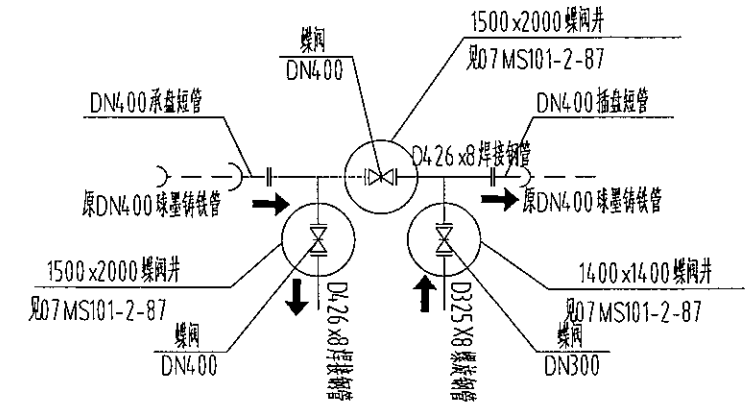 1500x2000蝶阀井
见07MS101-2-87
蝶阀
DN400
DN400承盘短管
DN400插盘短管
D426x8焊接钢管
原DN400球墨铸铁管
原DN400球墨铸铁管
1500x2000蝶阀井
见07MS101-2-87
蝶阀
DN400
D426x8焊接钢管
D325X8螺旋钢管
1400x1400蝶阀井
见07MS101-2-87
蝶阀
DN300